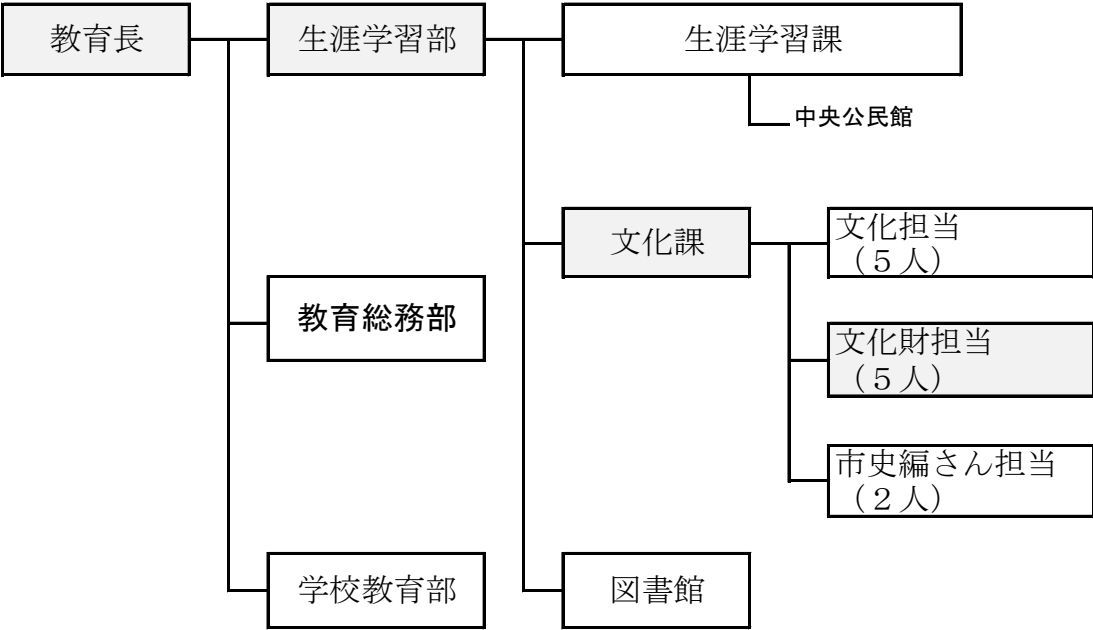 教育長
生涯学習部
生涯学習課
中央公民館
文化課
文化担当
（５人）
教育総務部
文化財担当
（５人）
市史編さん担当
（２人）
学校教育部
図書館